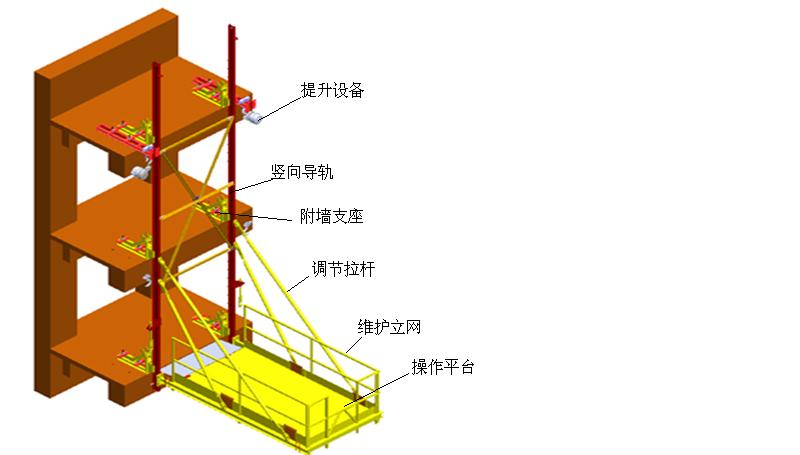 提升设备
竖向导轨
附墙支座
调节拉杆
维护立网
操作平台